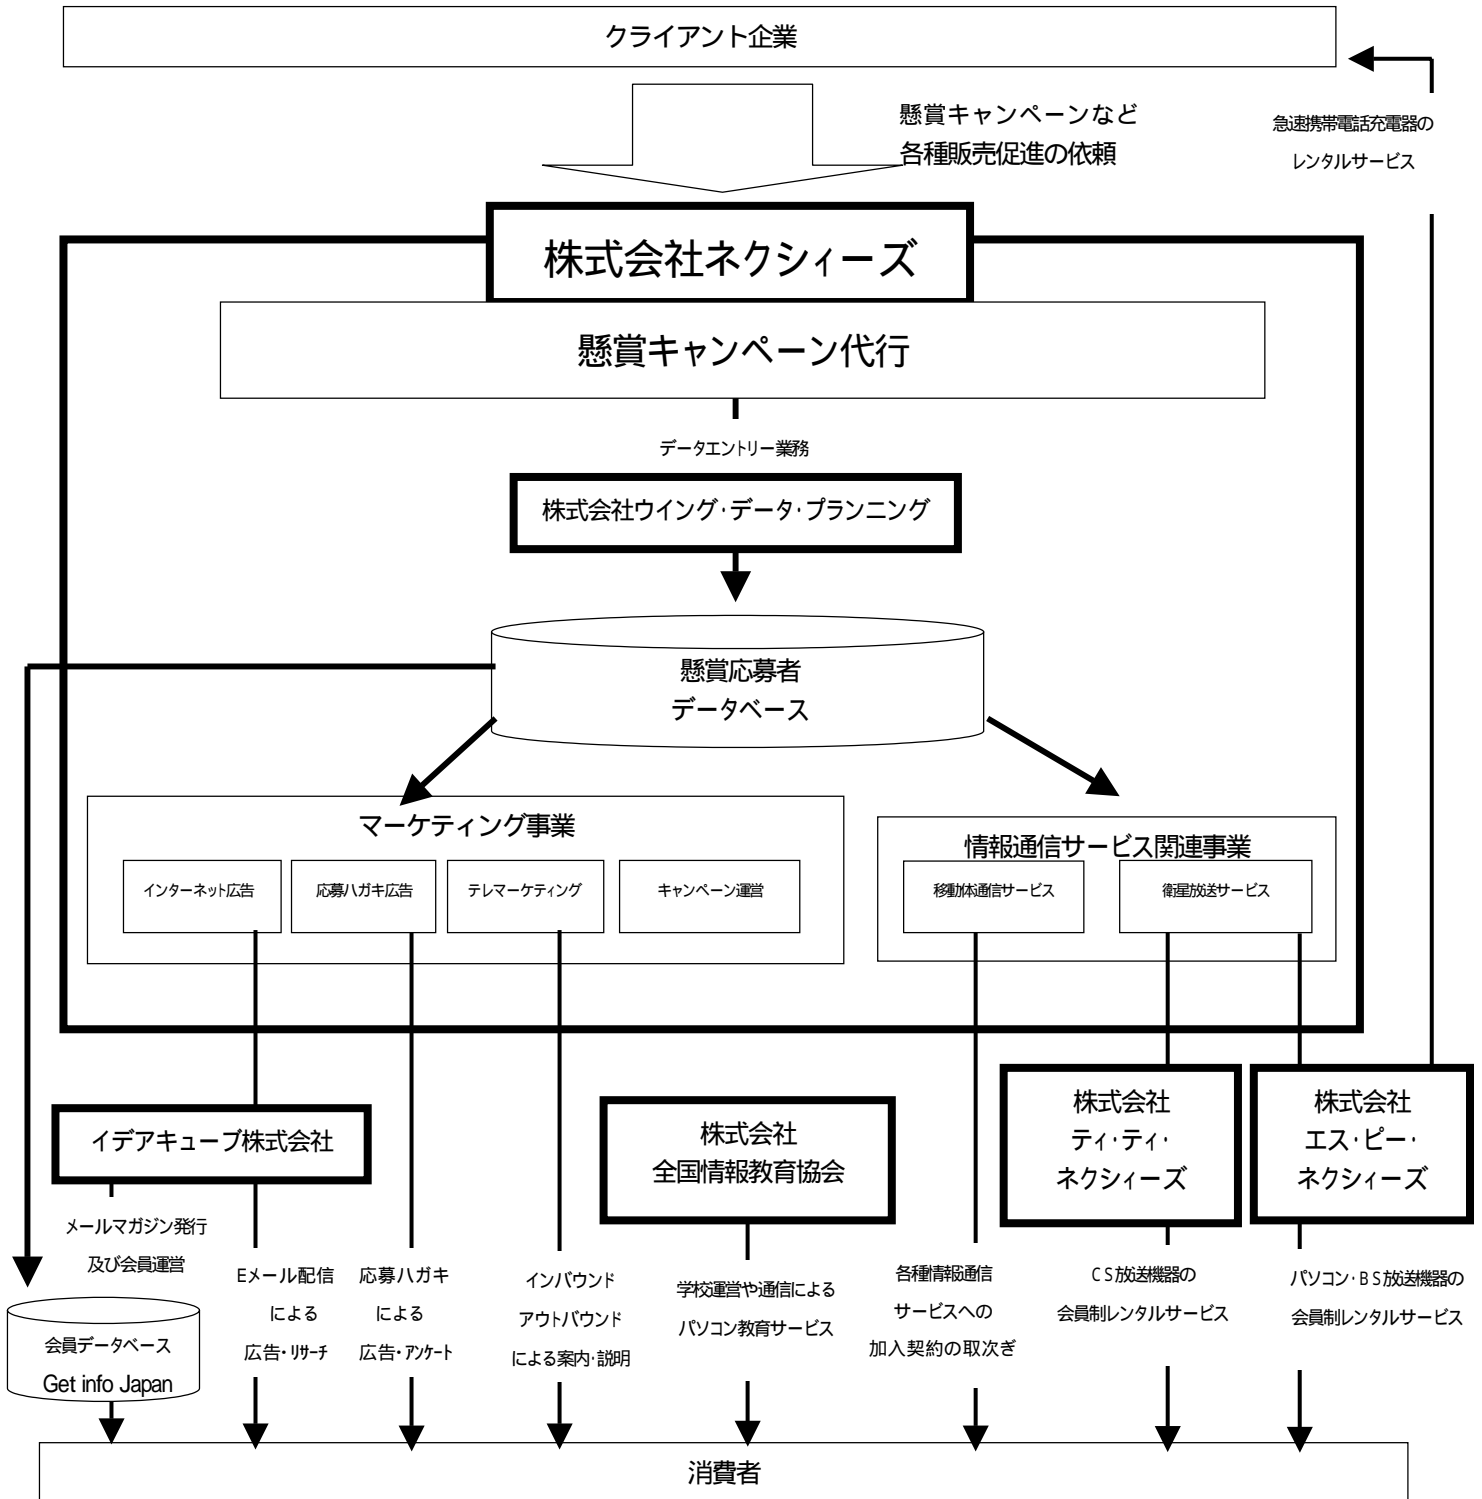 クライアント企業
懸賞キャンペーンなど
各種販売促進の依頼
急速携帯電話充電器の
レンタルサービス
株式会社ネクシィーズ
懸賞キャンペーン代行
データエントリー業務
株式会社ウイング・データ・プランニング
懸賞応募者
データベース
マーケティング事業
インターネット広告
応募ハガキ広告
テレマーケティング
キャンペーン運営
情報通信サービス関連事業
移動体通信サービス
衛星放送サービス
イデアキューブ株式会社
株式会社
全国情報教育協会
株式会社
ティ・ティ・
ネクシィーズ
株式会社
エス・ピー・
ネクシィーズ
メールマガジン発行
及び会員運営
Eメール配信
による
広告・リサーチ
応募ハガキ
による
広告・アンケート
インバウンド
アウトバウンド
による案内・説明
学校運営や通信による
パソコン教育サービス
各種情報通信
サービスへの
加入契約の取次ぎ
CS放送機器の
会員制レンタルサービス
パソコン・BS放送機器の
会員制レンタルサービス
会員データベース
Get info Japan
消費者